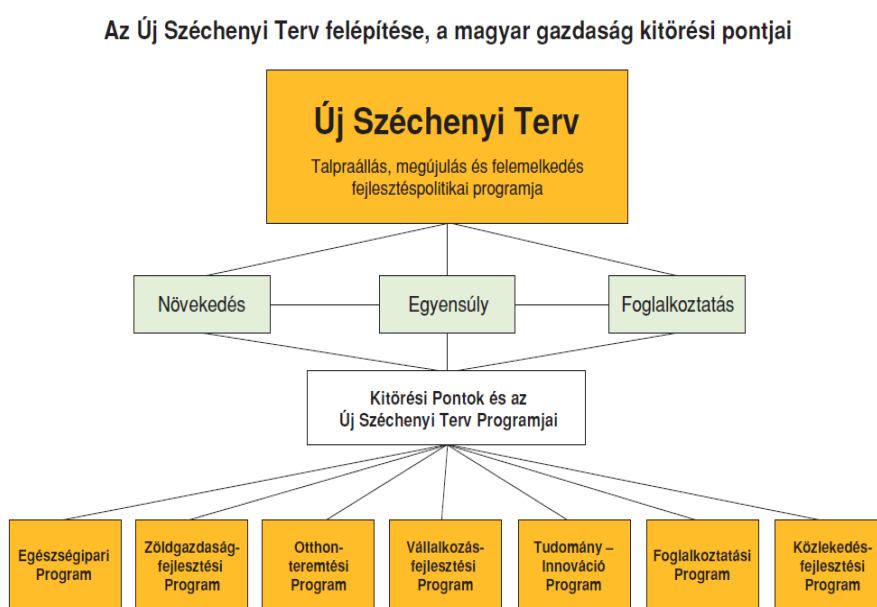 Az Új Széchenyi Terv felépítése, a magyar gazdaság kitörési pontjai
Új Széchenyi Terv
Talpraállás, megújulás és felemelkedés
fejlesztéspolitikai programja
Növekedés
Egyensúly
Foglalkoztatás
Kitörési Pontok és az
Új Széchenyi Terv Programjai
Egészségipari
Program
Zöldgazdaság-
fejlesztési
Program
Otthon-
teremtési
Program
Vállalkozás-
fejlesztési
Program
Tudomány –
Innováció
Program
Foglalkoztatási
Program
Közlekedés-
fejlesztési
Program